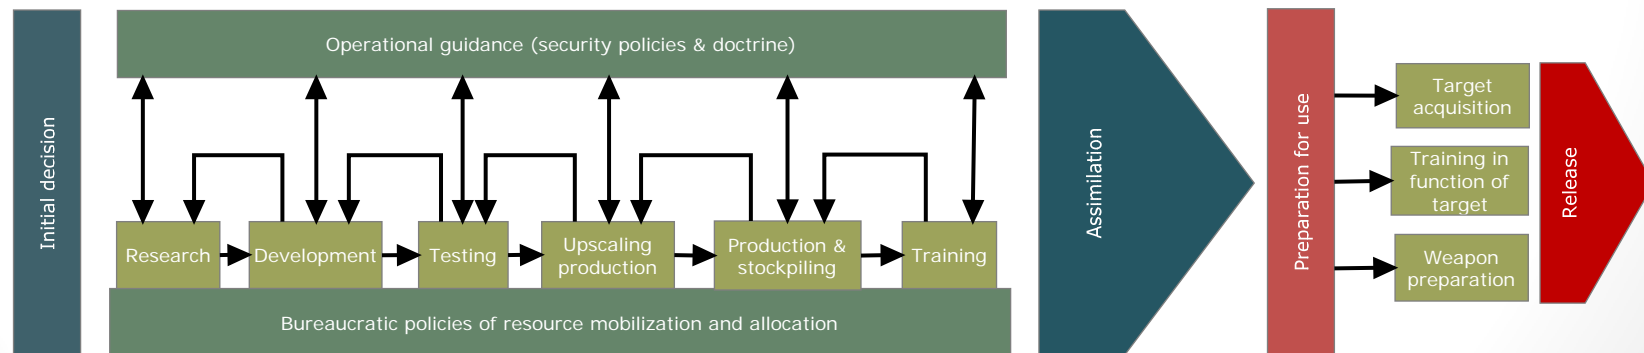 Initial decision
Operational guidance (security policies & doctrine)
Research
Development
Testing
Upscaling
production
Production &
stockpiling
Training
Bureaucratic policies of resource mobilization and allocation
Assimilation
Preparation for use
Target
acquisition
Training in
function of
target
Weapon
preparation
Release